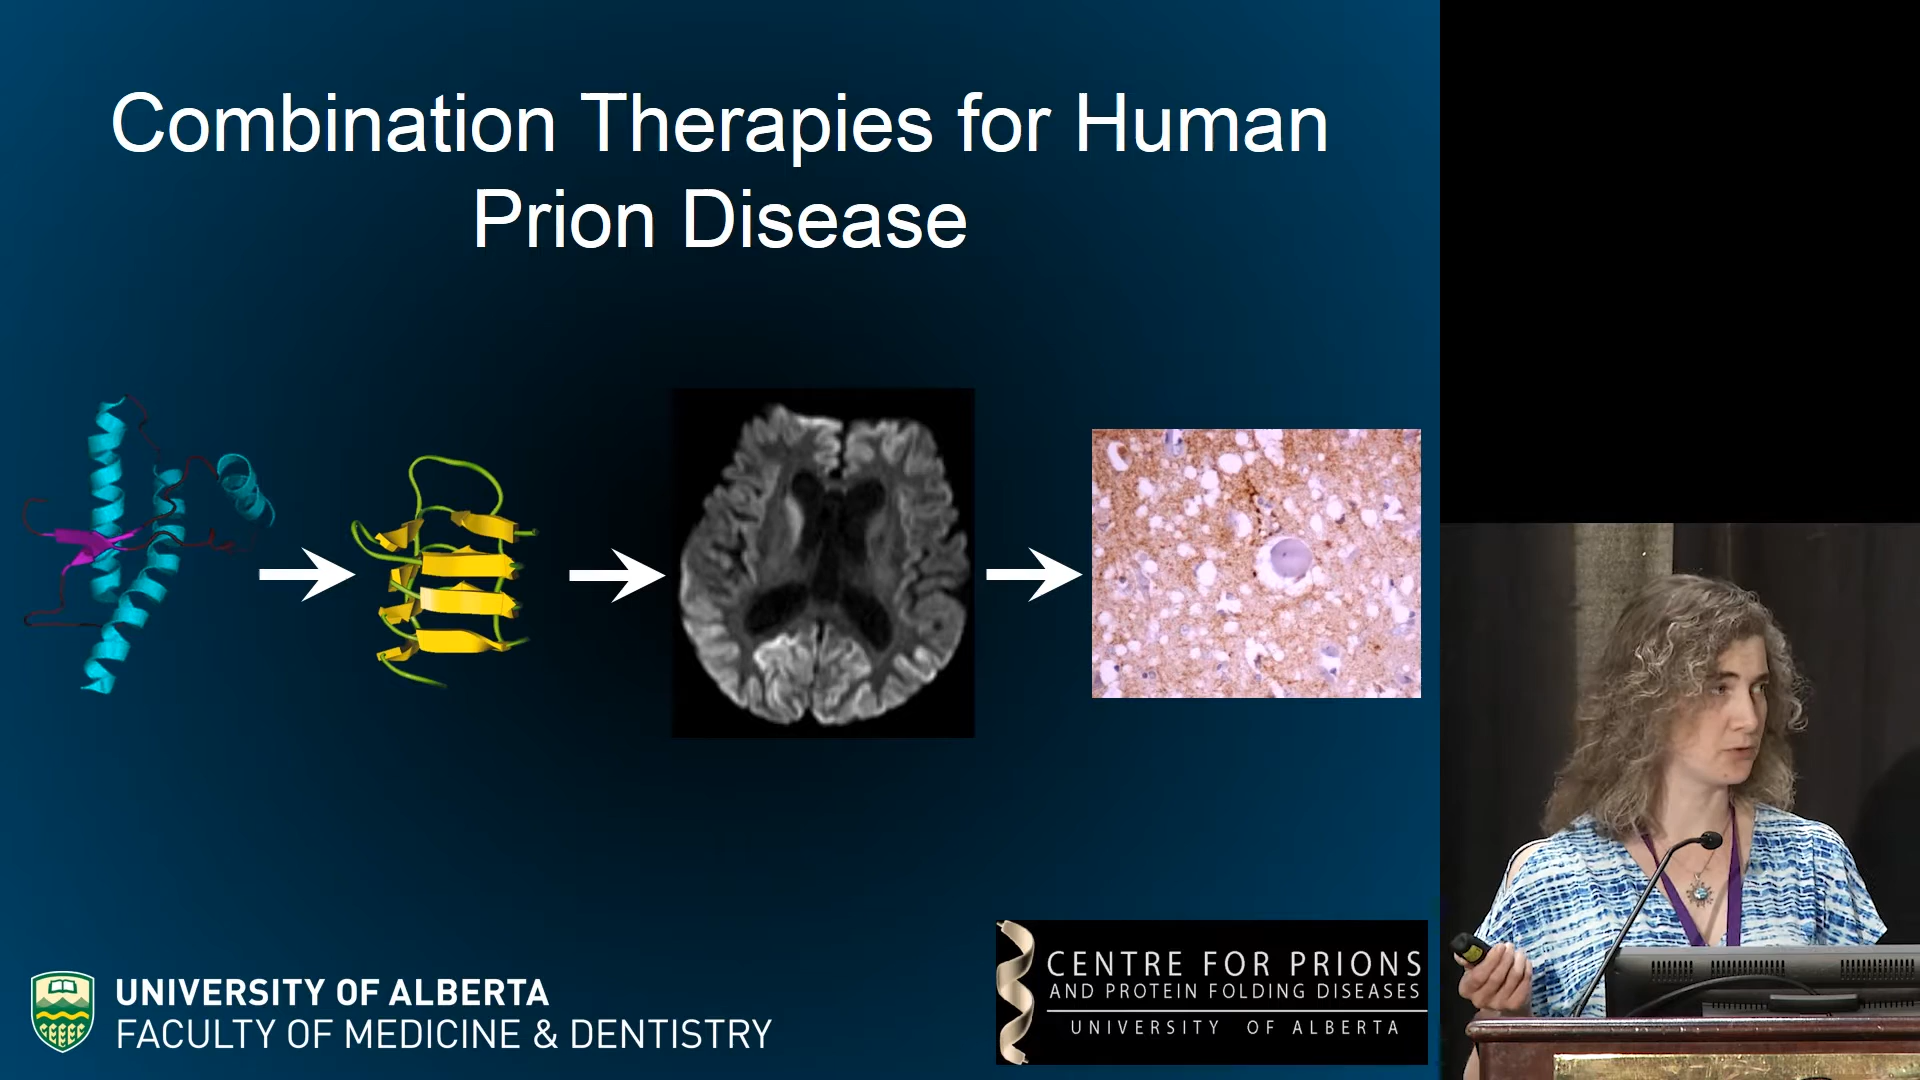 Combination Therapies for Human
Prion Disease
UNIVERSITY OF ALBERTA
FACULTY OF MEDICINE & DENTISTRY
CENTRE FOR PRIONS
AND PROTEIN FOLDING DISEASES
UNIVERSITY OF ALBERTA